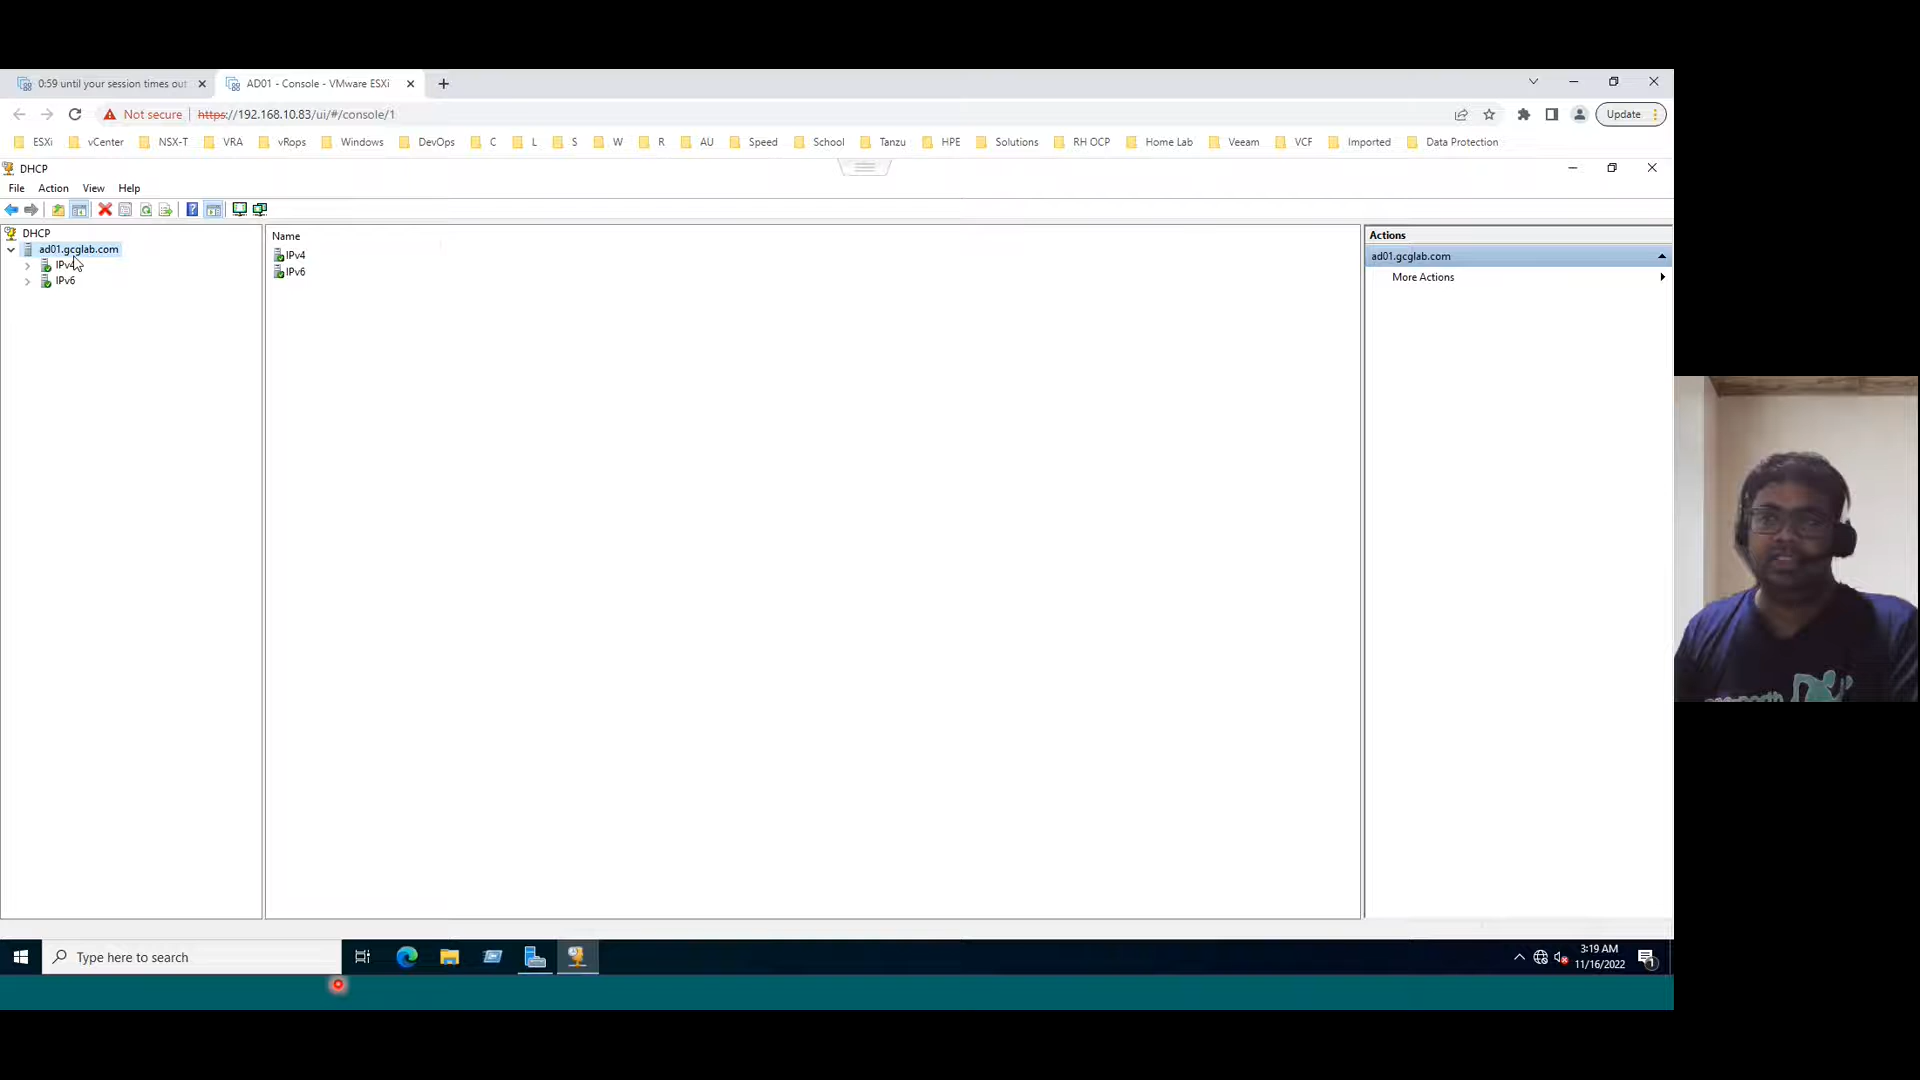 0:59 until your session times out
AD01 - Console - VMware ESXi
Not secure https://192.168.10.83/ui/#/console/1
Update
ESXi vCenter NSX-T VRA vRops Windows DevOps C L S W R AU Speed School Tanzu HPE Solutions RH OCP Home Lab Veeam VCF Imported Data Protection
DHCP
File Action View Help
DHCP
ad01.gcglab.com
IPv4
IPv6
Name
IPv4
IPv6
Actions
ad01.gcglab.com
More Actions
Type here to search
3:19 AM
11/16/2022
1